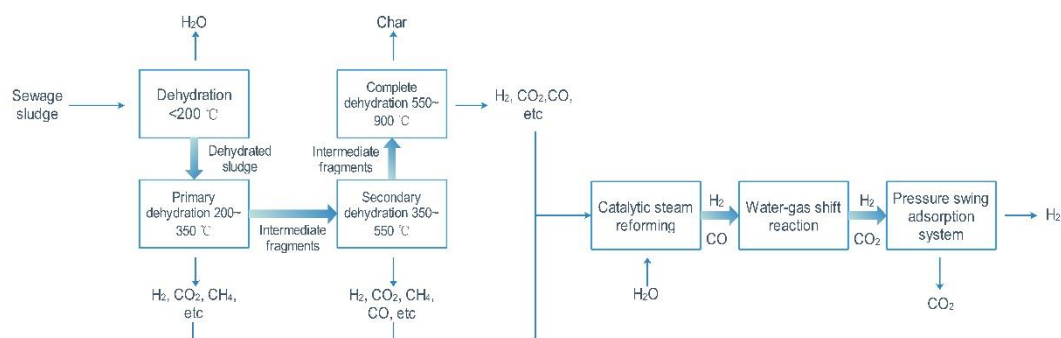 H₂O
Char
Sewage
sludge
Dehydration
<200 ℃
Complete
dehydration 550~
900 ℃
H₂, CO₂,CO,
etc
Dehydrated
sludge
Intermediate
fragments
Primary
dehydration 200~
350 ℃
Intermediate
fragments
Secondary
dehydration 350~
550 ℃
H₂, CO₂, CH₄,
etc
H₂, CO₂, CH₄,
CO, etc
Catalytic steam
reforming
H₂O
H₂
CO
Water-gas shift
reaction
H₂
CO₂
Pressure swing
adsorption
system
H₂
CO₂